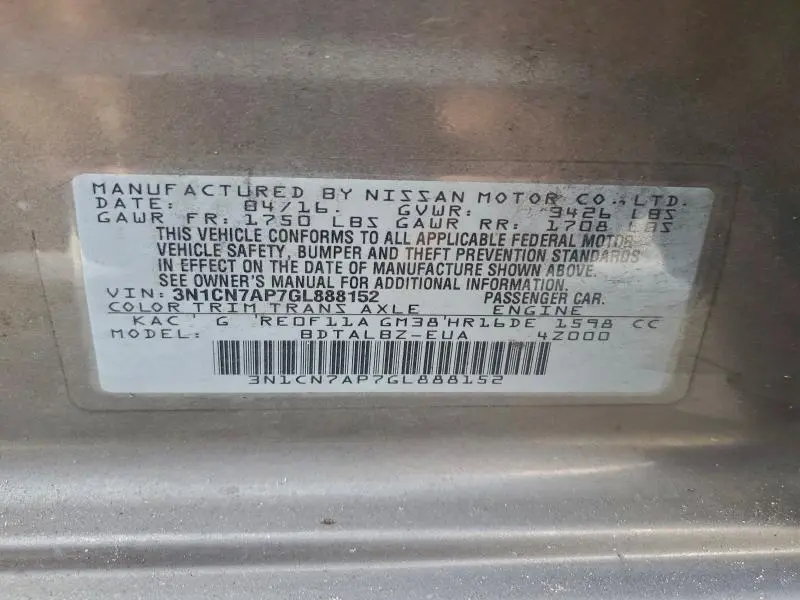 MANUFACTURED BY NISSAN MOTOR CO., LTD.
DATE: 04/16. GVWR: 3426 LBS
GAWR FR: 1750 LBS GAWR RR: 1708 LBS
THIS VEHICLE CONFORMS TO ALL APPLICABLE FEDERAL MOTOR
VEHICLE SAFETY, BUMPER AND THEFT PREVENTION STANDARDS
IN EFFECT ON THE DATE OF MANUFACTURE SHOWN ABOVE.
SEE OWNER'S MANUAL FOR ADDITIONAL INFORMATION.
VIN: 3N1CN7AP7GL888152 PASSENGER CAR.
COLOR TRIM TRANS AXLE ENGINE
KAC G RE0F11A GM38 HR16DE 1598 CC
MODEL: BDTALBZ-EUA 4Z000
3N1CN7AP7GL888152